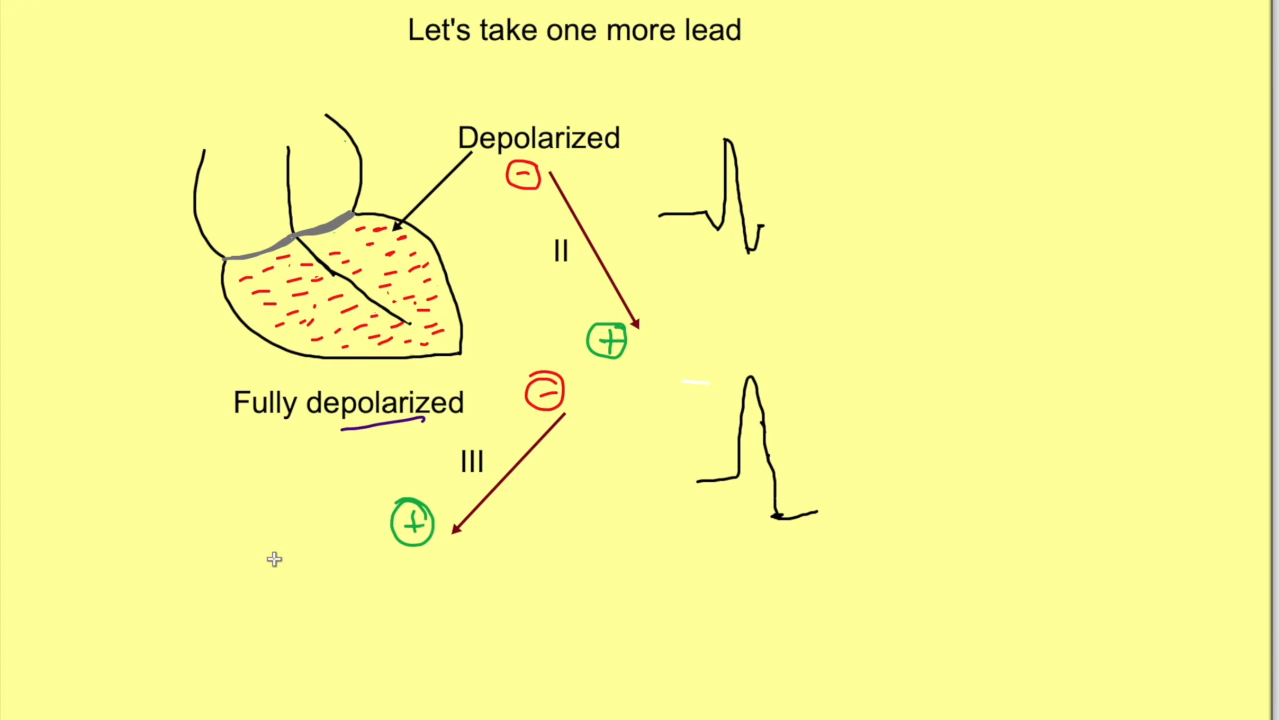 Let's take one more lead
Depolarized
-
II
+
Fully depolarized
-
III
+